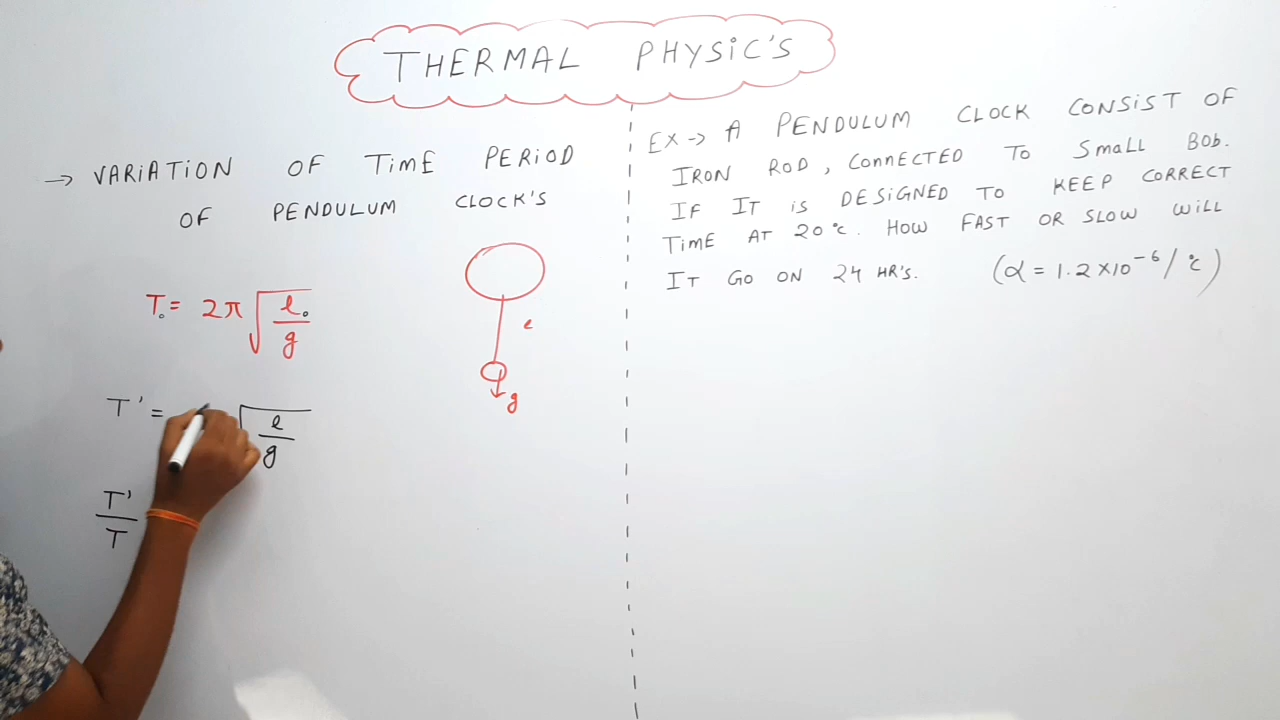 THERMAL PHYSIC'S
→ VARIATION OF TIME PERIOD
OF PENDULUM CLOCK'S
T₀ = 2π √(l₀/g)
l
g
T' = √(l/g)
T'/T
EX → A PENDULUM CLOCK CONSIST OF
IRON ROD, CONNECTED TO SMALL BOB.
IF IT IS DESIGNED TO KEEP CORRECT
TIME AT 20°C. HOW FAST OR SLOW WILL
IT GO ON 24 HR'S. (α = 1.2 × 10⁻⁶/°C)